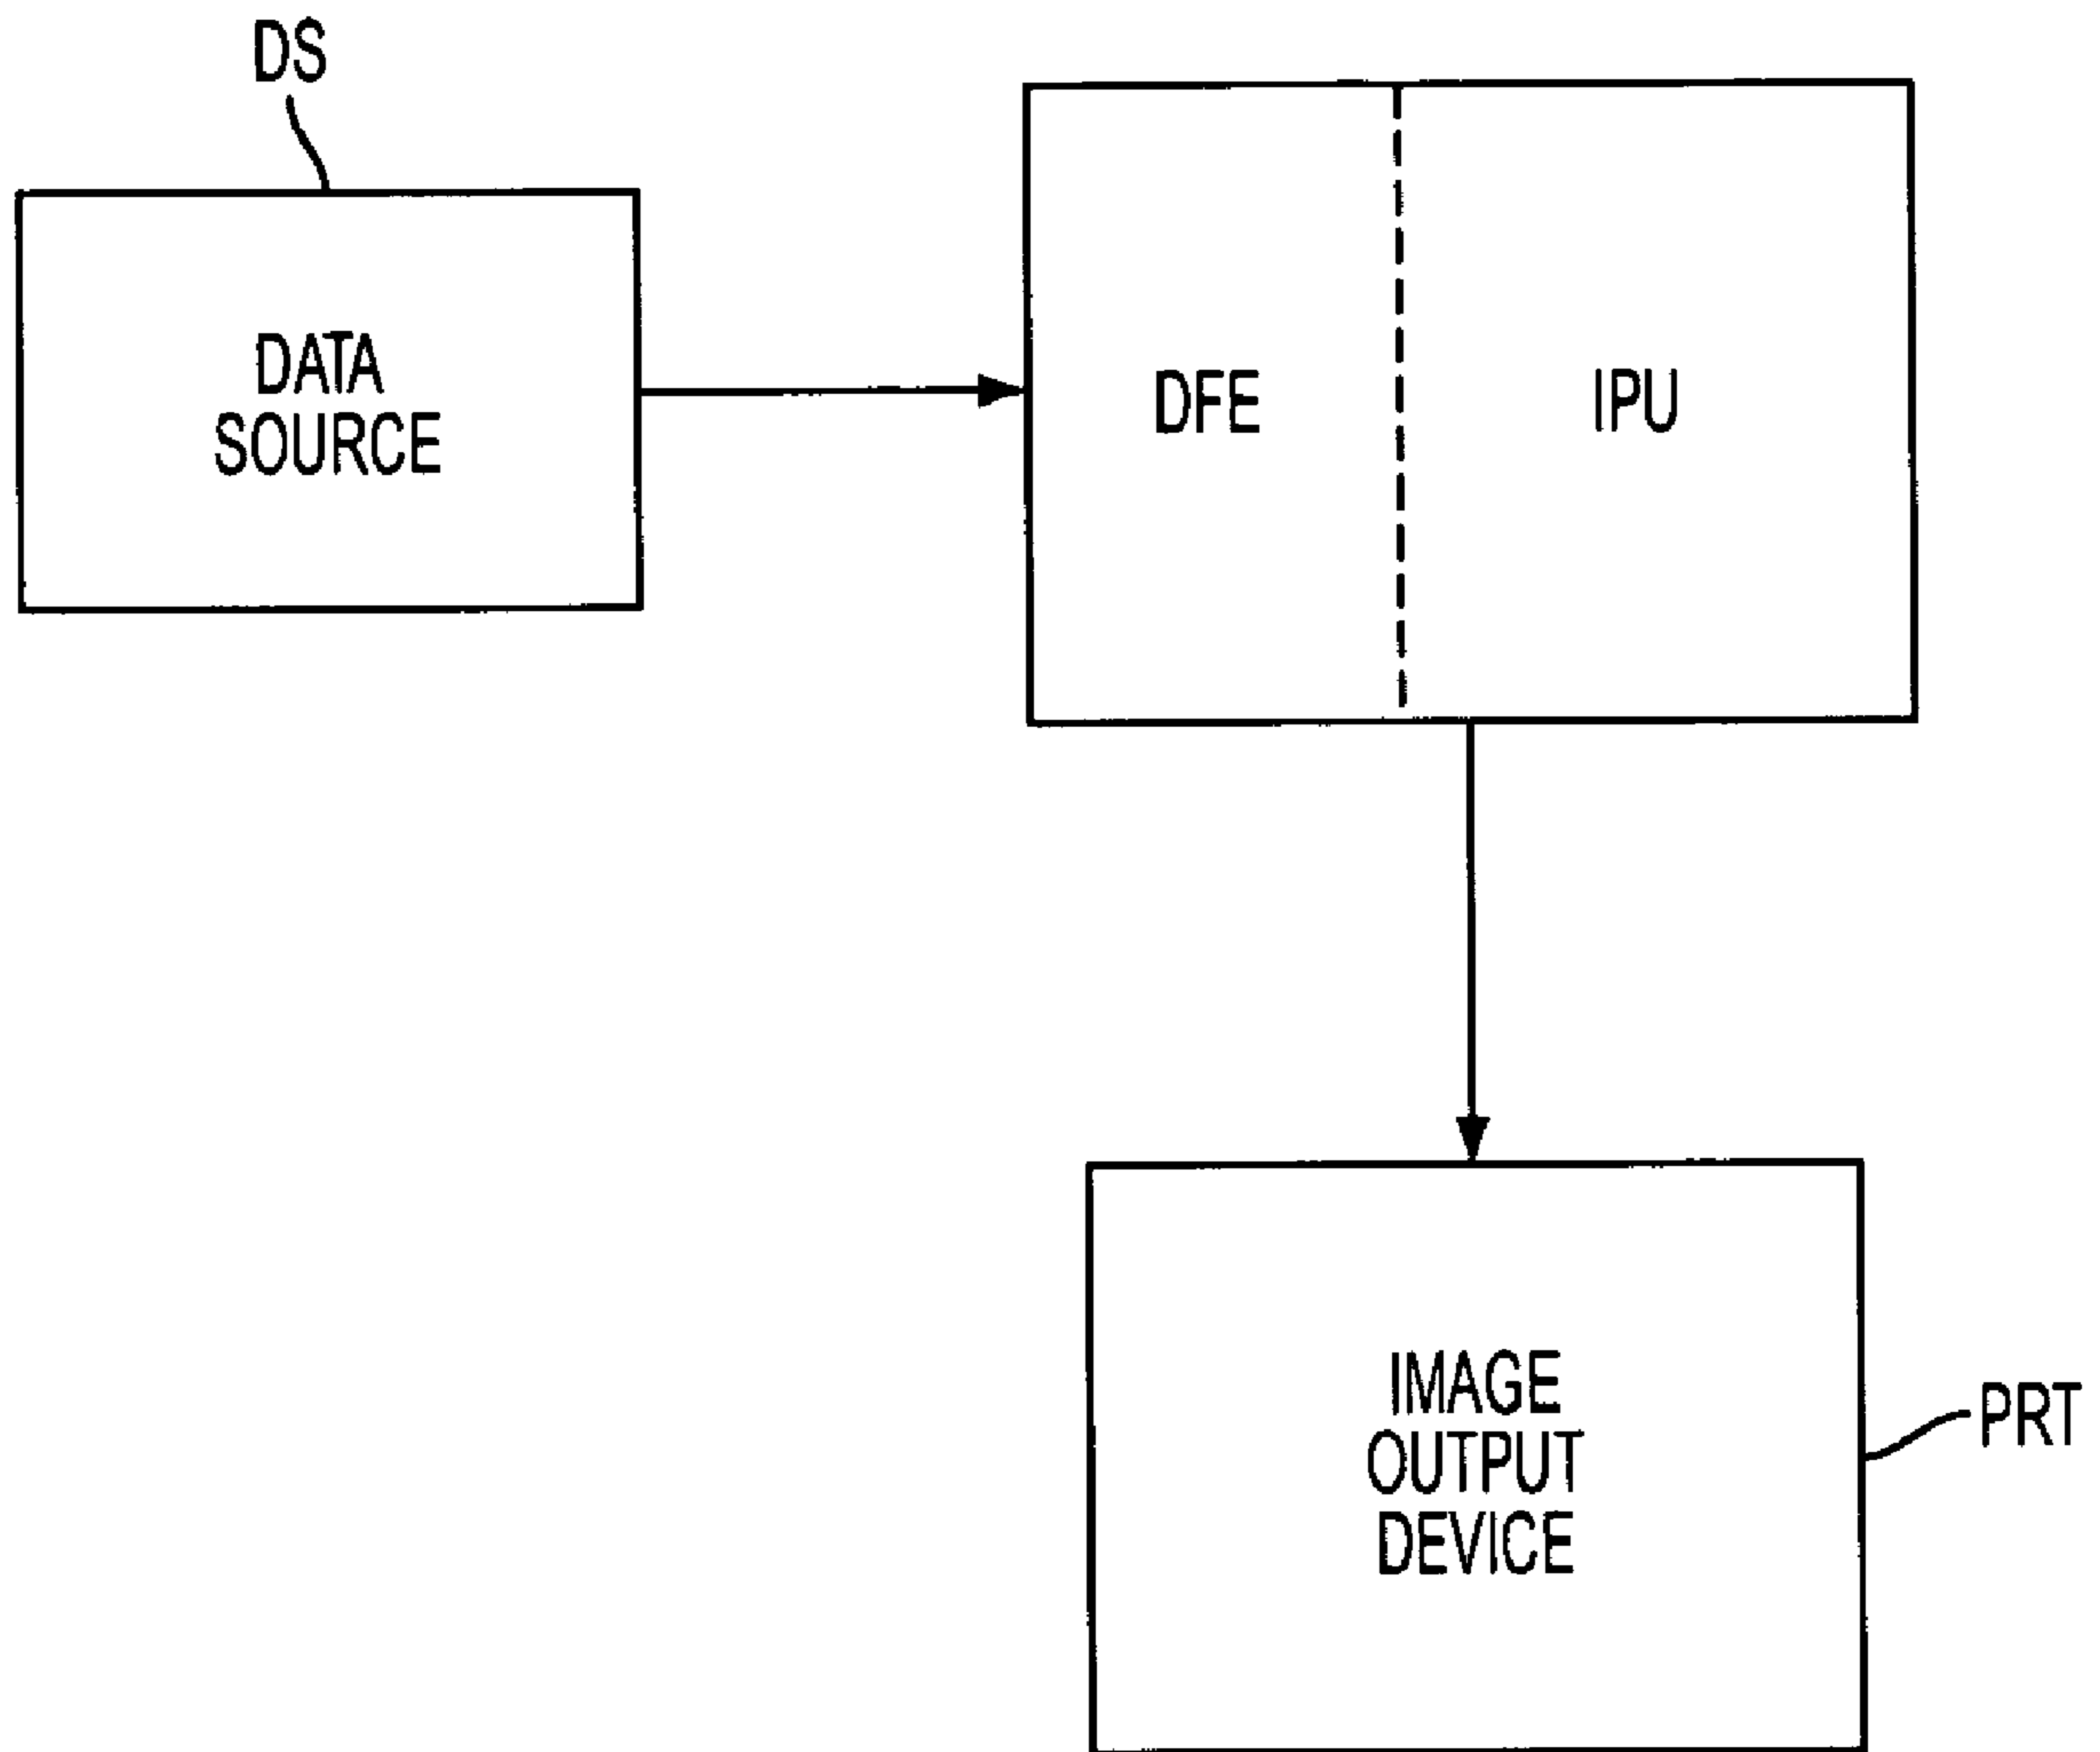 DS
DATA
SOURCE
DFE
IPU
IMAGE
OUTPUT
DEVICE
PRT